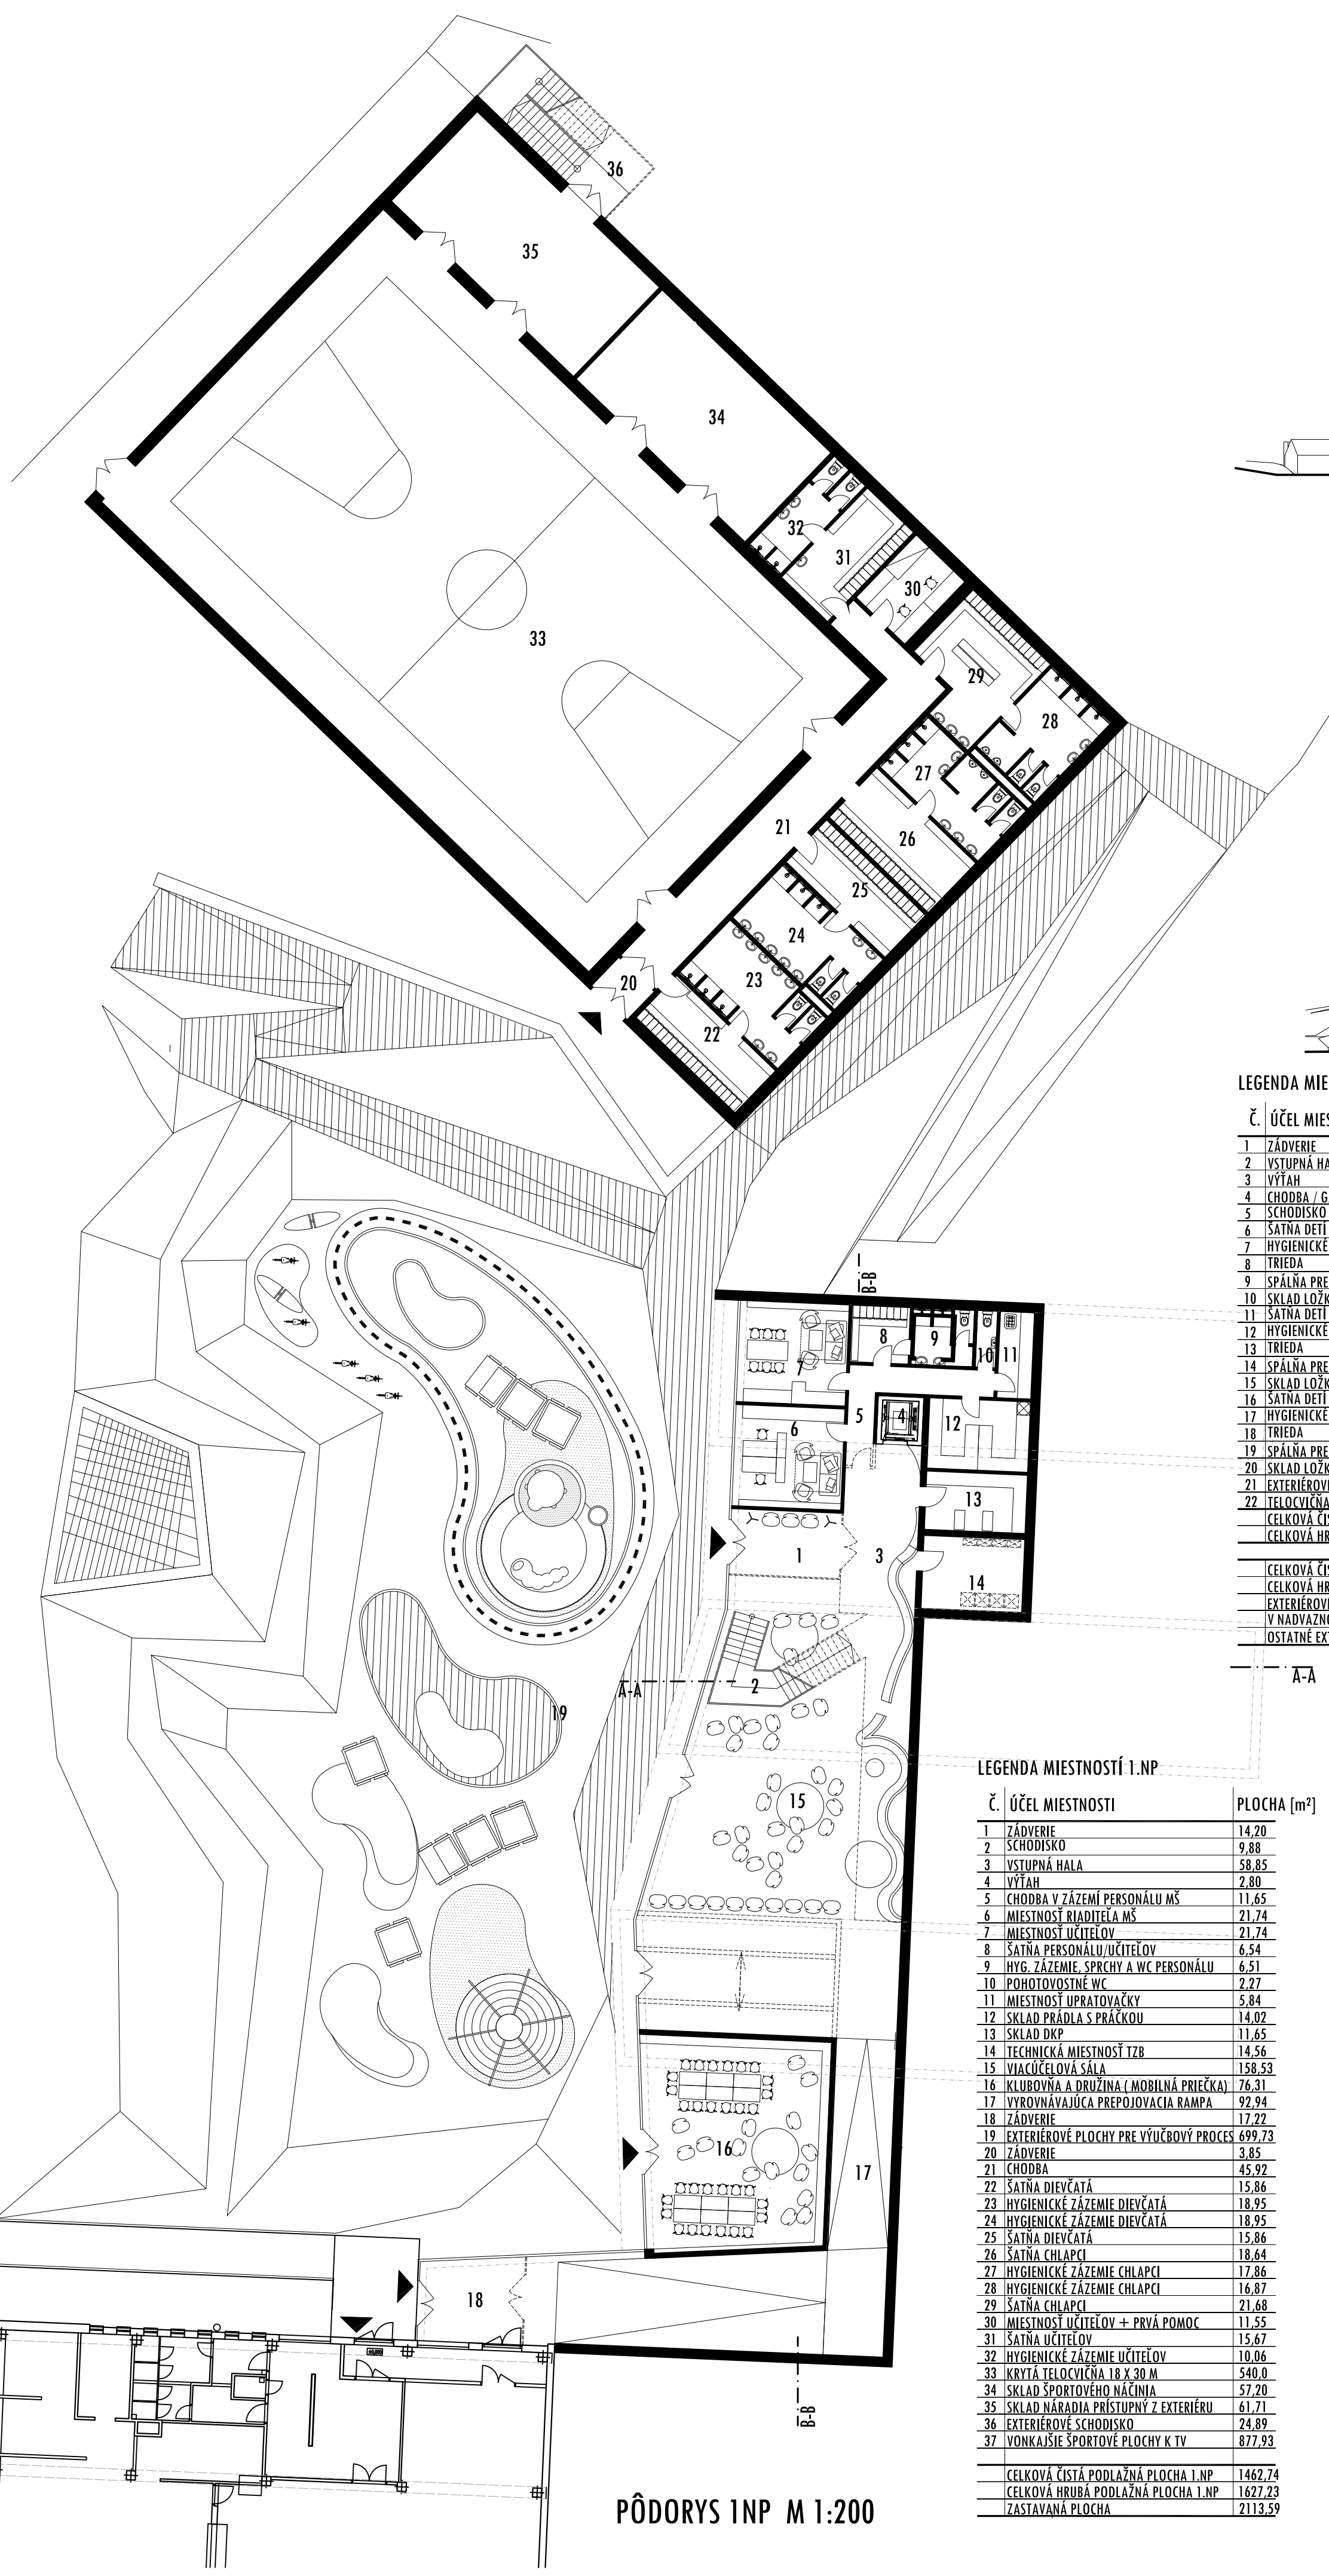 36
35
34
32
31
30
33
29
28
27
21
26
25
24
23
20
22
LEGENDA MIE
Č. ÚČEL MIES
1 ZÁDVERIE
2 VSTUPNÁ HA
3 VÝŤAH
4 CHODBA / G
5 SCHODISKO
6 ŠATŇA DETÍ
7 HYGIENICKÉ
8 TRIEDA
9 SPÁLŇA PRE
10 SKLAD LOŽK
11 ŠATŇA DETÍ
12 HYGIENICKÉ
13 TRIEDA
14 SPÁLŇA PRE
15 SKLAD LOŽK
16 ŠATŇA DETÍ
17 HYGIENICKÉ
18 TRIEDA
19 SPÁLŇA PRE
20 SKLAD LOŽK
21 EXTERIÉROV
22 TELOCVIČŇA
CELKOVÁ ČIS
CELKOVÁ HR
CELKOVÁ ČIS
CELKOVÁ HR
EXTERIÉROV
V NADVAZNO
OSTATNÉ EX
B-B
8
9
10
11
7
6
5
4
12
13
1
3
14
A-A
2
A-A
19
15
16
17
18
B-B
LEGENDA MIESTNOSTÍ 1.NP
Č. ÚČEL MIESTNOSTI PLOCHA [m²]
1 ZÁDVERIE 14,20
2 SCHODISKO 9,88
3 VSTUPNÁ HALA 58,85
4 VÝŤAH 2,80
5 CHODBA V ZÁZEMÍ PERSONÁLU MŠ 11,65
6 MIESTNOSŤ RIADITEĽA MŠ 21,74
7 MIESTNOSŤ UČITEĽOV 21,74
8 ŠATŇA PERSONÁLU/UČITEĽOV 6,54
9 HYG. ZÁZEMIE, SPRCHY A WC PERSONÁLU 6,51
10 POHOTOVOSTNÉ WC 2,27
11 MIESTNOSŤ UPRATOVAČKY 5,84
12 SKLAD PRÁDLA S PRÁČKOU 14,02
13 SKLAD DKP 11,65
14 TECHNICKÁ MIESTNOSŤ TZB 14,56
15 VIACÚČELOVÁ SÁLA 158,53
16 KLUBOVŇA A DRUŽINA ( MOBILNÁ PRIEČKA) 76,31
17 VYROVNÁVAJÚCA PREPOJOVACIA RAMPA 92,94
18 ZÁDVERIE 17,22
19 EXTERIÉROVÉ PLOCHY PRE VÝUČBOVÝ PROCES 699,73
20 ZÁDVERIE 3,85
21 CHODBA 45,92
22 ŠATŇA DIEVČATÁ 15,86
23 HYGIENICKÉ ZÁZEMIE DIEVČATÁ 18,95
24 HYGIENICKÉ ZÁZEMIE DIEVČATÁ 18,95
25 ŠATŇA DIEVČATÁ 15,86
26 ŠATŇA CHLAPCI 18,64
27 HYGIENICKÉ ZÁZEMIE CHLAPCI 17,86
28 HYGIENICKÉ ZÁZEMIE CHLAPCI 16,87
29 ŠATŇA CHLAPCI 21,68
30 MIESTNOSŤ UČITEĽOV + PRVÁ POMOC 11,55
31 ŠATŇA UČITEĽOV 15,67
32 HYGIENICKÉ ZÁZEMIE UČITEĽOV 10,06
33 KRYTÁ TELOCVIČŇA 18 X 30 M 540,0
34 SKLAD ŠPORTOVÉHO NÁČINIA 57,20
35 SKLAD NÁRADIA PRÍSTUPNÝ Z EXTERIÉRU 61,71
36 EXTERIÉROVÉ SCHODISKO 24,89
37 VONKAJŠIE ŠPORTOVÉ PLOCHY K TV 877,93
CELKOVÁ ČISTÁ PODLAŽNÁ PLOCHA 1.NP 1462,74
CELKOVÁ HRUBÁ PODLAŽNÁ PLOCHA 1.NP 1627,23
ZASTAVANÁ PLOCHA 2113,59
PÔDORYS 1NP M 1:200